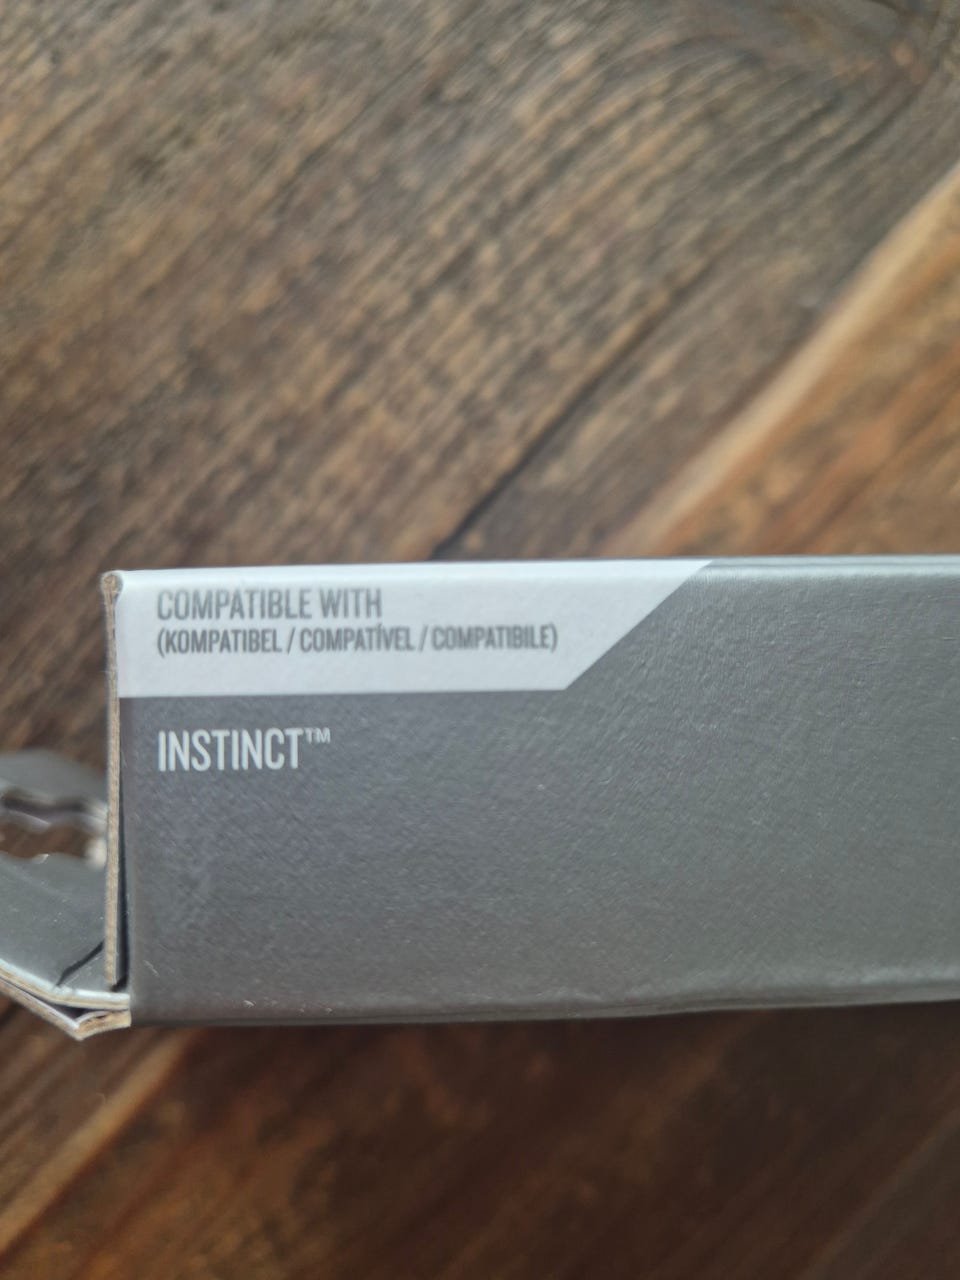 COMPATIBLE WITH
(KOMPATIBEL / COMPATÍVEL / COMPATIBILE)
INSTINCT™